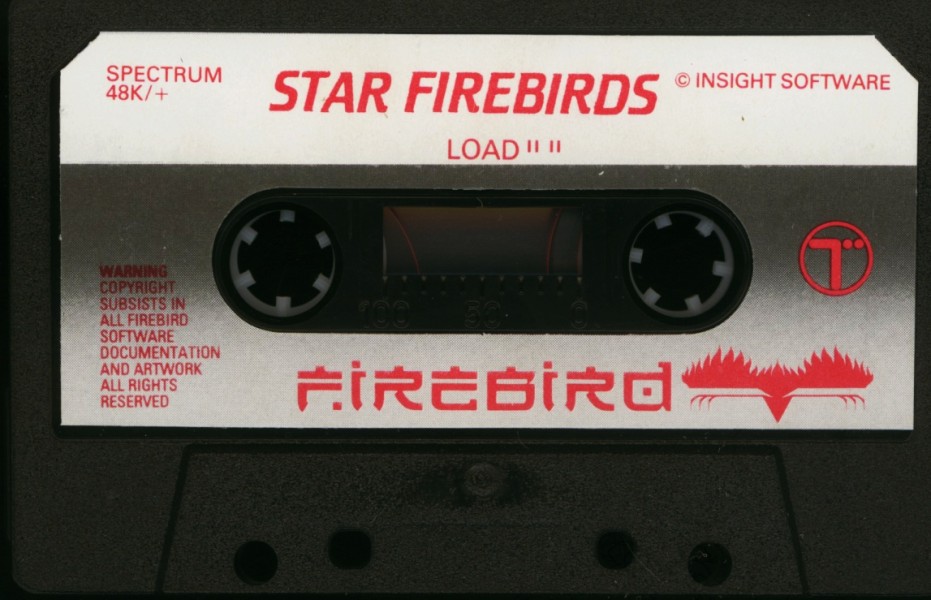 SPECTRUM
48K/+
STAR FIREBIRDS
© INSIGHT SOFTWARE
LOAD " "
WARNING
COPYRIGHT
SUBSISTS IN
ALL FIREBIRD
SOFTWARE
DOCUMENTATION
AND ARTWORK
ALL RIGHTS
RESERVED
100 50 0
T
FIREBIRD